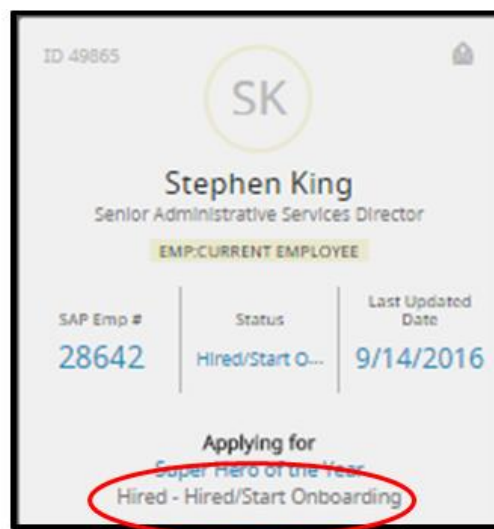 ID 49865
SK
Stephen King
Senior Administrative Services Director
EMP:CURRENT EMPLOYEE
SAP Emp #
28642
Status
Hired/Start O...
Last Updated
Date
9/14/2016
Applying for
Super Hero of the Year
Hired - Hired/Start Onboarding